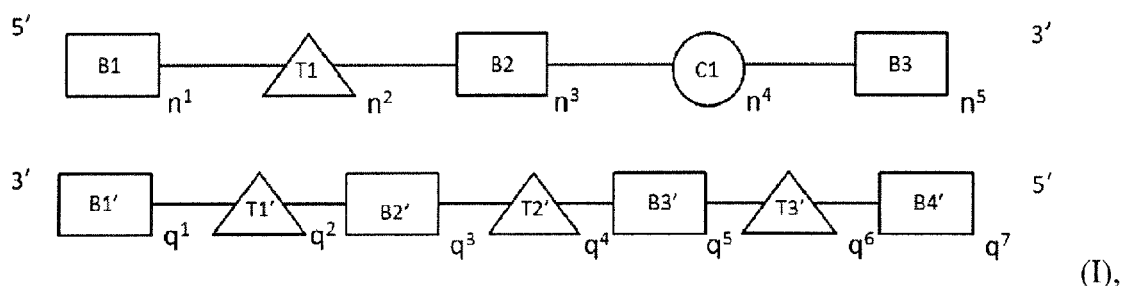 5′ 3′
B1 T1 B2 C1 B3
n¹ n² n³ n⁴ n⁵
3′ 5′
B1′ T1′ B2′ T2′ B3′ T3′ B4′
q¹ q² q³ q⁴ q⁵ q⁶ q⁷
(I),